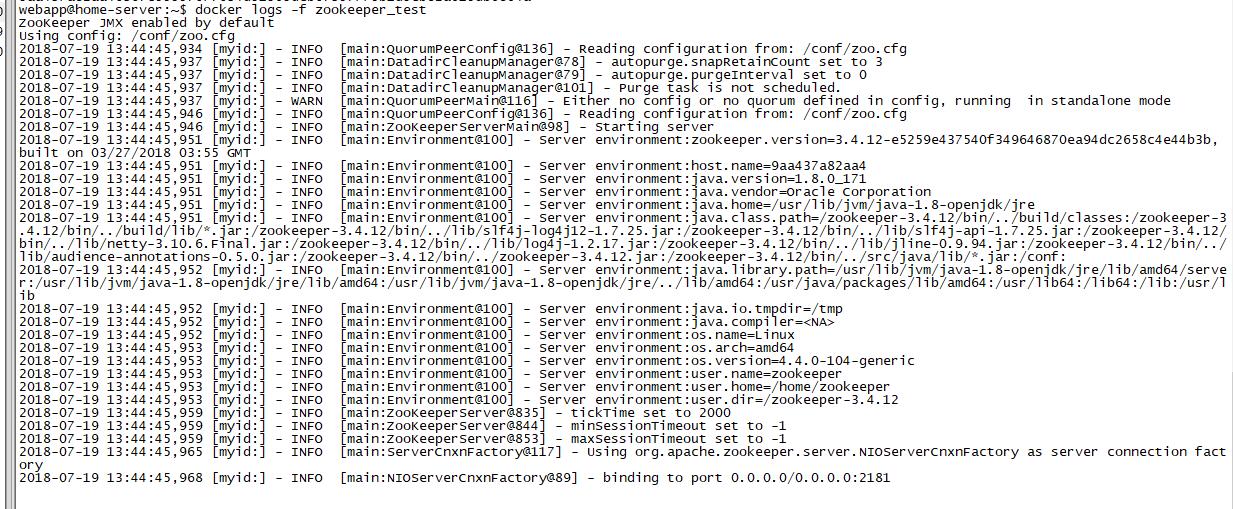 webapp@home-server:~$ docker logs -f zookeeper_test
ZooKeeper JMX enabled by default
Using config: /conf/zoo.cfg
2018-07-19 13:44:45,934 [myid:] - INFO  [main:QuorumPeerConfig@136] - Reading configuration from: /conf/zoo.cfg
2018-07-19 13:44:45,937 [myid:] - INFO  [main:DatadirCleanupManager@78] - autopurge.snapRetainCount set to 3
2018-07-19 13:44:45,937 [myid:] - INFO  [main:DatadirCleanupManager@79] - autopurge.purgeInterval set to 0
2018-07-19 13:44:45,937 [myid:] - INFO  [main:DatadirCleanupManager@101] - Purge task is not scheduled.
2018-07-19 13:44:45,937 [myid:] - WARN  [main:QuorumPeerMain@116] - Either no config or no quorum defined in config, running  in standalone mode
2018-07-19 13:44:45,946 [myid:] - INFO  [main:QuorumPeerConfig@136] - Reading configuration from: /conf/zoo.cfg
2018-07-19 13:44:45,946 [myid:] - INFO  [main:ZooKeeperServerMain@98] - Starting server
2018-07-19 13:44:45,951 [myid:] - INFO  [main:Environment@100] - Server environment:zookeeper.version=3.4.12-e5259e437540f349646870ea94dc2658c4e44b3b,
built on 03/27/2018 03:55 GMT
2018-07-19 13:44:45,951 [myid:] - INFO  [main:Environment@100] - Server environment:host.name=9aa437a82aa4
2018-07-19 13:44:45,951 [myid:] - INFO  [main:Environment@100] - Server environment:java.version=1.8.0_171
2018-07-19 13:44:45,951 [myid:] - INFO  [main:Environment@100] - Server environment:java.vendor=Oracle Corporation
2018-07-19 13:44:45,951 [myid:] - INFO  [main:Environment@100] - Server environment:java.home=/usr/lib/jvm/java-1.8-openjdk/jre
2018-07-19 13:44:45,951 [myid:] - INFO  [main:Environment@100] - Server environment:java.class.path=/zookeeper-3.4.12/bin/../build/classes:/zookeeper-3
.4.12/bin/../build/lib/*.jar:/zookeeper-3.4.12/bin/../lib/slf4j-log4j12-1.7.25.jar:/zookeeper-3.4.12/bin/../lib/slf4j-api-1.7.25.jar:/zookeeper-3.4.12/
bin/../lib/netty-3.10.6.Final.jar:/zookeeper-3.4.12/bin/../lib/log4j-1.2.17.jar:/zookeeper-3.4.12/bin/../lib/jline-0.9.94.jar:/zookeeper-3.4.12/bin/../
lib/audience-annotations-0.5.0.jar:/zookeeper-3.4.12/bin/../zookeeper-3.4.12.jar:/zookeeper-3.4.12/bin/../src/java/lib/*.jar:/conf:
2018-07-19 13:44:45,952 [myid:] - INFO  [main:Environment@100] - Server environment:java.library.path=/usr/lib/jvm/java-1.8-openjdk/jre/lib/amd64/serve
r:/usr/lib/jvm/java-1.8-openjdk/jre/lib/amd64:/usr/lib/jvm/java-1.8-openjdk/jre/../lib/amd64:/usr/java/packages/lib/amd64:/usr/lib64:/lib64:/lib:/usr/l
ib
2018-07-19 13:44:45,952 [myid:] - INFO  [main:Environment@100] - Server environment:java.io.tmpdir=/tmp
2018-07-19 13:44:45,952 [myid:] - INFO  [main:Environment@100] - Server environment:java.compiler=<NA>
2018-07-19 13:44:45,952 [myid:] - INFO  [main:Environment@100] - Server environment:os.name=Linux
2018-07-19 13:44:45,953 [myid:] - INFO  [main:Environment@100] - Server environment:os.arch=amd64
2018-07-19 13:44:45,953 [myid:] - INFO  [main:Environment@100] - Server environment:os.version=4.4.0-104-generic
2018-07-19 13:44:45,953 [myid:] - INFO  [main:Environment@100] - Server environment:user.name=zookeeper
2018-07-19 13:44:45,953 [myid:] - INFO  [main:Environment@100] - Server environment:user.home=/home/zookeeper
2018-07-19 13:44:45,953 [myid:] - INFO  [main:Environment@100] - Server environment:user.dir=/zookeeper-3.4.12
2018-07-19 13:44:45,959 [myid:] - INFO  [main:ZooKeeperServer@835] - tickTime set to 2000
2018-07-19 13:44:45,959 [myid:] - INFO  [main:ZooKeeperServer@844] - minSessionTimeout set to -1
2018-07-19 13:44:45,959 [myid:] - INFO  [main:ZooKeeperServer@853] - maxSessionTimeout set to -1
2018-07-19 13:44:45,965 [myid:] - INFO  [main:ServerCnxnFactory@117] - Using org.apache.zookeeper.server.NIOServerCnxnFactory as server connection fact
ory
2018-07-19 13:44:45,968 [myid:] - INFO  [main:NIOServerCnxnFactory@89] - binding to port 0.0.0.0/0.0.0.0:2181